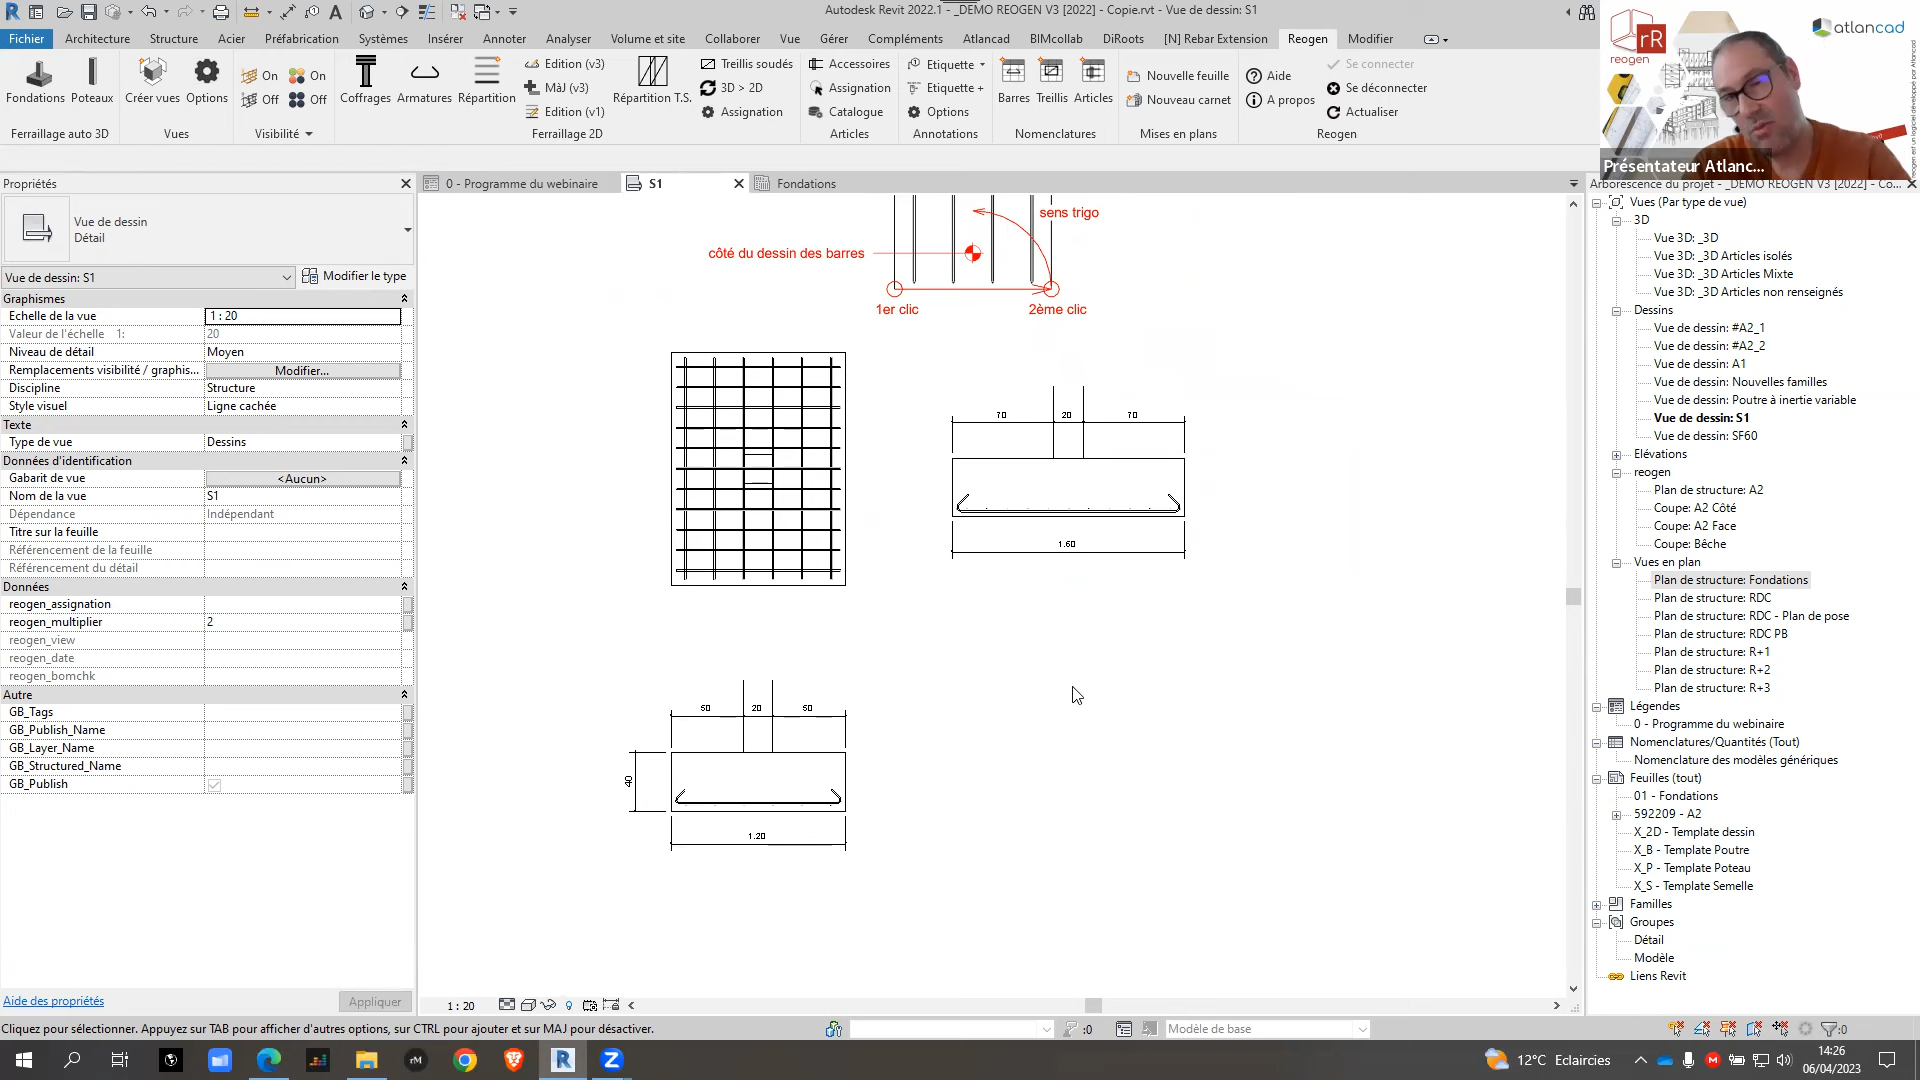 Autodesk Revit 2022.1 - _DEMO REOGEN V3 [2022] - Copie.rvt - Vue de dessin: S1
Fichier Architecture Structure Acier Préfabrication Systèmes Insérer Annoter Analyser Volume et site Collaborer Vue Gérer Compléments Atlancad BIMcollab DiRoots [N] Rebar Extension Reogen Modifier
Fondations Poteaux
Ferraillage auto 3D
Créer vues Options
Vues
On On
Off Off
Visibilité
Coffrages Armatures Répartition
Edition (v3)
MàJ (v3)
Edition (v1)
Répartition T.S.
Treillis soudés
3D > 2D
Assignation
Ferraillage 2D
Accessoires
Assignation
Catalogue
Articles
Etiquette
Etiquette +
Options
Annotations
Barres Treillis Articles
Nomenclatures
Nouvelle feuille
Nouveau carnet
Mises en plans
Aide
A propos
Se connecter
Se déconnecter
Actualiser
Reogen
rR
reogen
atlancad
Présentateur Atlanc...
Propriétés
Vue de dessin
Détail
Vue de dessin: S1
Modifier le type
Graphismes
Echelle de la vue 1 : 20
Valeur de l'échelle 1: 20
Niveau de détail Moyen
Remplacements visibilité / graphis... Modifier...
Discipline Structure
Style visuel Ligne cachée
Texte
Type de vue Dessins
Données d'identification
Gabarit de vue <Aucun>
Nom de la vue S1
Dépendance Indépendant
Titre sur la feuille
Référencement de la feuille
Référencement du détail
Données
reogen_assignation
reogen_multiplier 2
reogen_view
reogen_date
reogen_bomchk
Autre
GB_Tags
GB_Publish_Name
GB_Layer_Name
GB_Structured_Name
GB_Publish
Aide des propriétés Appliquer
0 - Programme du webinaire S1 Fondations
sens trigo
côté du dessin des barres
1er clic 2ème clic
70 20 70
1.60
50 20 50
40
1.20
1 : 20
Arborescence du projet - _DEMO REOGEN V3 [2022] - Co...
Vues (Par type de vue)
3D
Vue 3D: _3D
Vue 3D: _3D Articles isolés
Vue 3D: _3D Articles Mixte
Vue 3D: _3D Articles non renseignés
Dessins
Vue de dessin: #A2_1
Vue de dessin: #A2_2
Vue de dessin: A1
Vue de dessin: Nouvelles familles
Vue de dessin: Poutre à inertie variable
Vue de dessin: S1
Vue de dessin: SF60
Elévations
reogen
Plan de structure: A2
Coupe: A2 Côté
Coupe: A2 Face
Coupe: Bêche
Vues en plan
Plan de structure: Fondations
Plan de structure: RDC
Plan de structure: RDC - Plan de pose
Plan de structure: RDC PB
Plan de structure: R+1
Plan de structure: R+2
Plan de structure: R+3
Légendes
0 - Programme du webinaire
Nomenclatures/Quantités (Tout)
Nomenclature des modèles génériques
Feuilles (tout)
01 - Fondations
592209 - A2
X_2D - Template dessin
X_B - Template Poutre
X_P - Template Poteau
X_S - Template Semelle
Familles
Groupes
Détail
Modèle
Liens Revit
Cliquez pour sélectionner. Appuyez sur TAB pour afficher d'autres options, sur CTRL pour ajouter et sur MAJ pour désactiver.
:0
Modèle de base
:0
12°C Eclaircies
14:26
06/04/2023